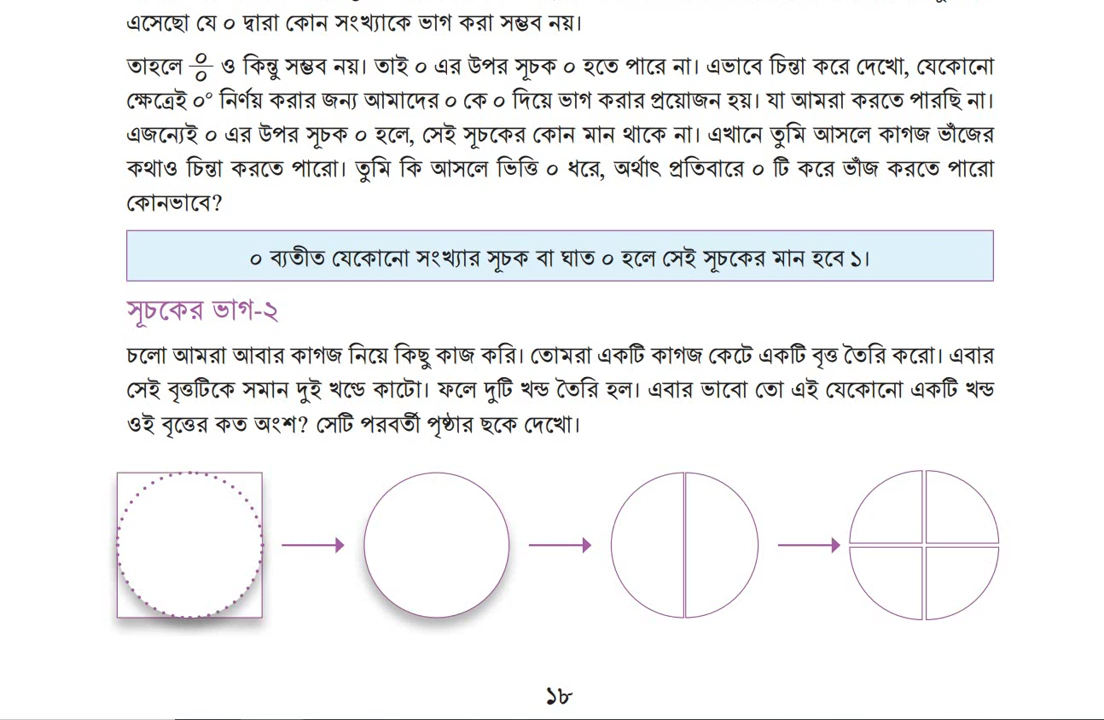 এসেছো যে ০ দ্বারা কোন সংখ্যাকে ভাগ করা সম্ভব নয়।
তাহলে ০/০ ও কিন্তু সম্ভব নয়। তাই ০ এর উপর সূচক ০ হতে পারে না। এভাবে চিন্তা করে দেখো, যেকোনো
ক্ষেত্রেই ০° নির্ণয় করার জন্য আমাদের ০ কে ০ দিয়ে ভাগ করার প্রয়োজন হয়। যা আমরা করতে পারছি না।
এজন্যেই ০ এর উপর সূচক ০ হলে, সেই সূচকের কোন মান থাকে না। এখানে তুমি আসলে কাগজ ভাঁজের
কথাও চিন্তা করতে পারো। তুমি কি আসলে ভিত্তি ০ ধরে, অর্থাৎ প্রতিবারে ০ টি করে ভাঁজ করতে পারো
কোনভাবে?
০ ব্যতীত যেকোনো সংখ্যার সূচক বা ঘাত ০ হলে সেই সূচকের মান হবে ১।
সূচকের ভাগ-২
চলো আমরা আবার কাগজ নিয়ে কিছু কাজ করি। তোমরা একটি কাগজ কেটে একটি বৃত্ত তৈরি করো। এবার
সেই বৃত্তটিকে সমান দুই খন্ডে কাটো। ফলে দুটি খন্ড তৈরি হল। এবার ভাবো তো এই যেকোনো একটি খন্ড
ওই বৃত্তের কত অংশ? সেটি পরবর্তী পৃষ্ঠার ছকে দেখো।
১৮